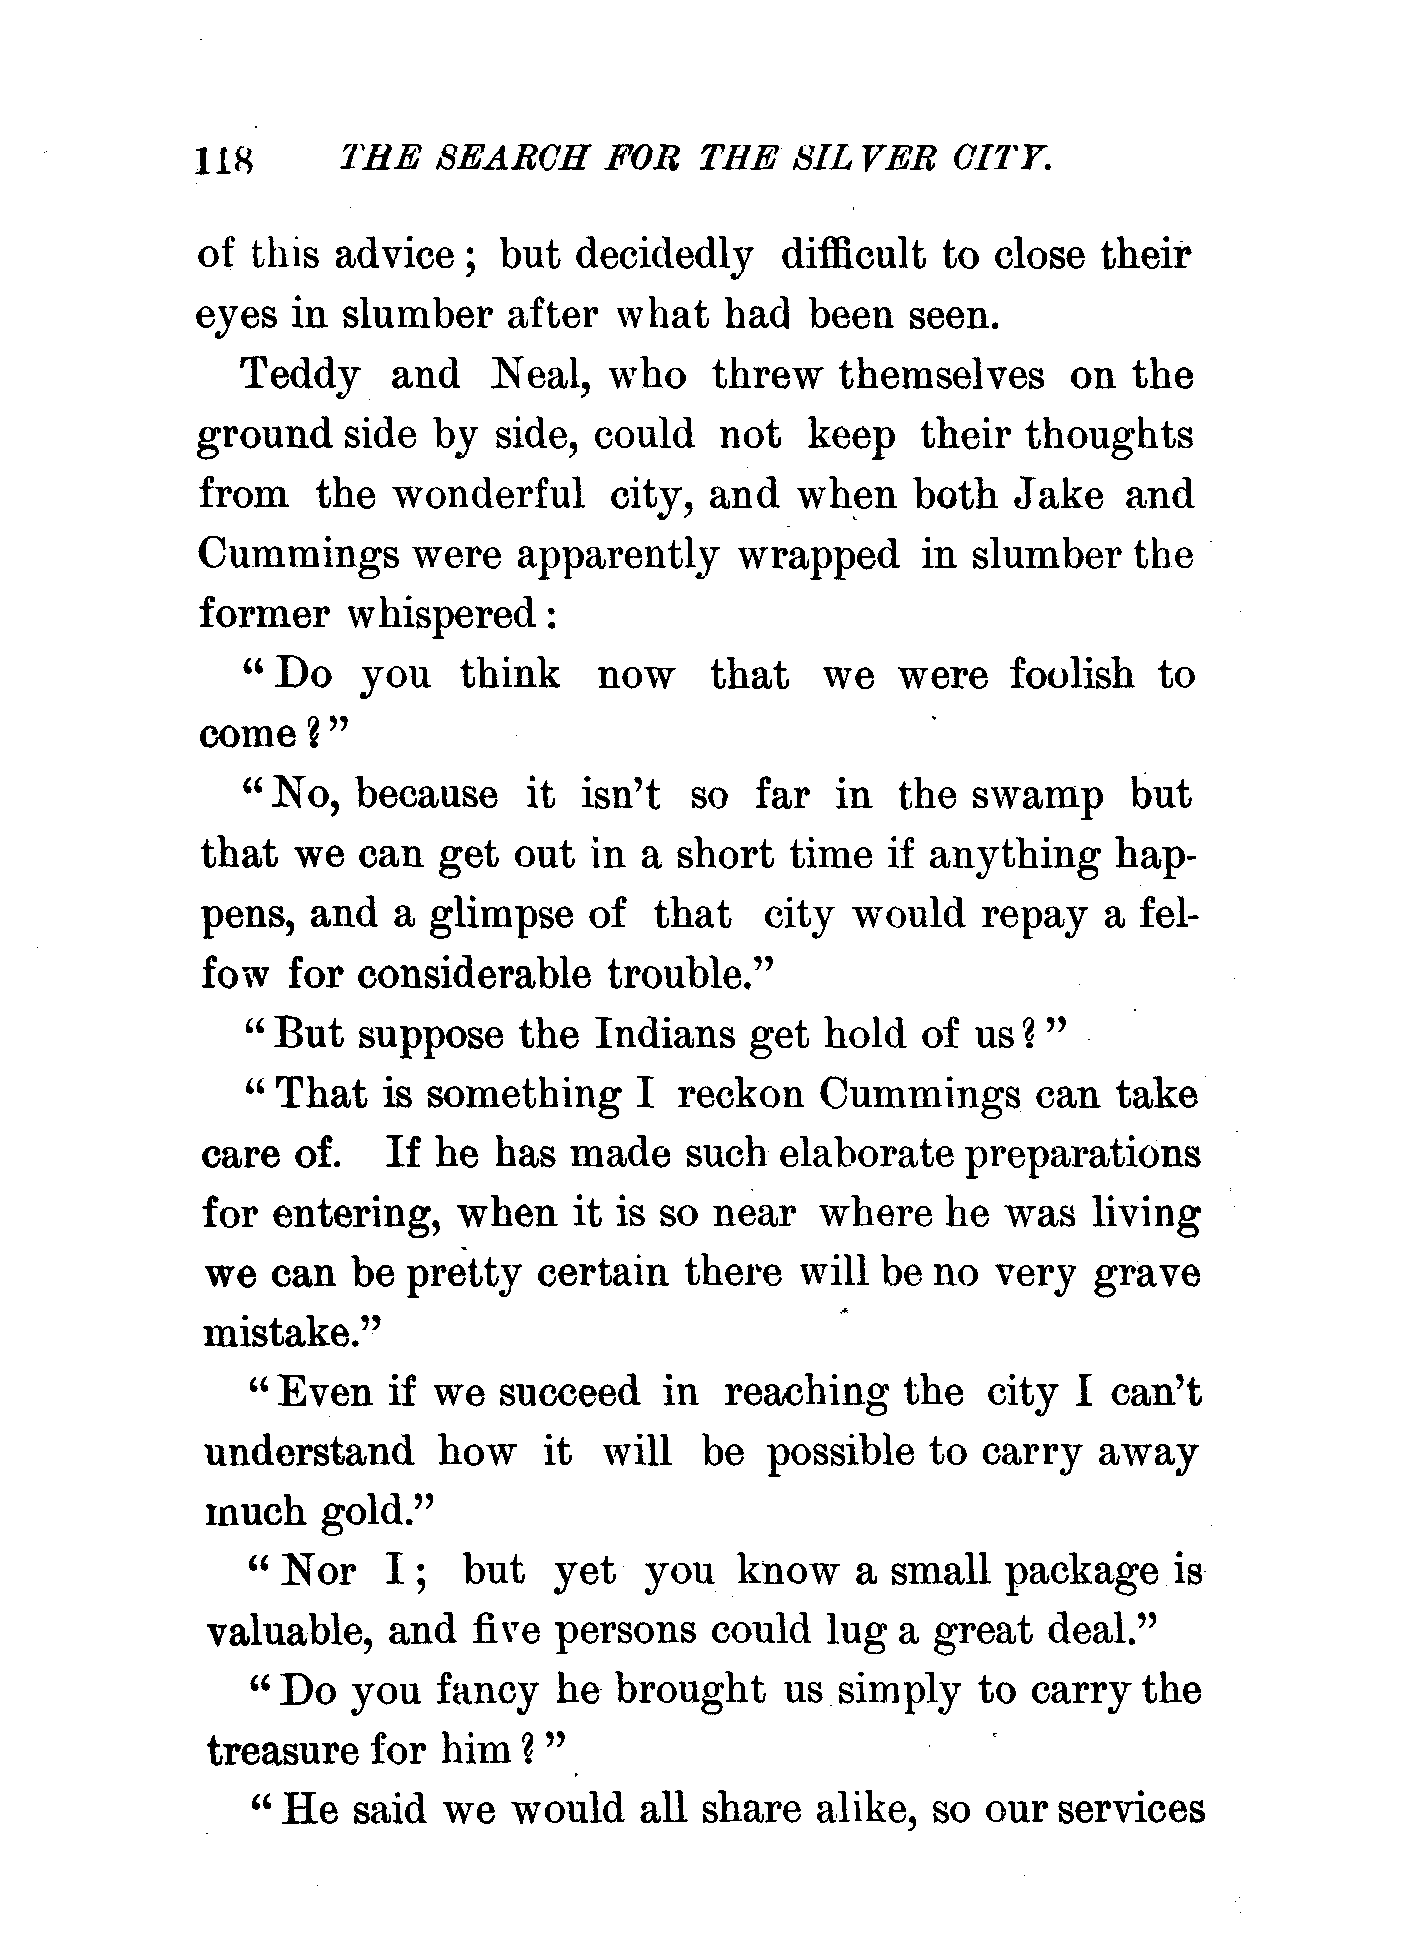 118 THE SEARCH FOR THE SILVER CITY.
of this advice; but decidedly difficult to close their
eyes in slumber after what had been seen.
Teddy and Neal, who threw themselves on the
ground side by side, could not keep their thoughts
from the wonderful city, and when both Jake and
Cummings were apparently wrapped in slumber the
former whispered:
“Do you think now that we were foolish to
come?”
“No, because it isn’t so far in the swamp but
that we can get out in a short time if anything hap-
pens, and a glimpse of that city would repay a fel-
fow for considerable trouble.”
“But suppose the Indians get hold of us?”
“That is something I reckon Cummings can take
care of. If he has made such elaborate preparations
for entering, when it is so near where he was living
we can be pretty certain there will be no very grave
mistake.”
“Even if we succeed in reaching the city I can’t
understand how it will be possible to carry away
much gold.”
“Nor I; but yet you know a small package is
valuable, and five persons could lug a great deal.”
“Do you fancy he brought us simply to carry the
treasure for him?”
“He said we would all share alike, so our services